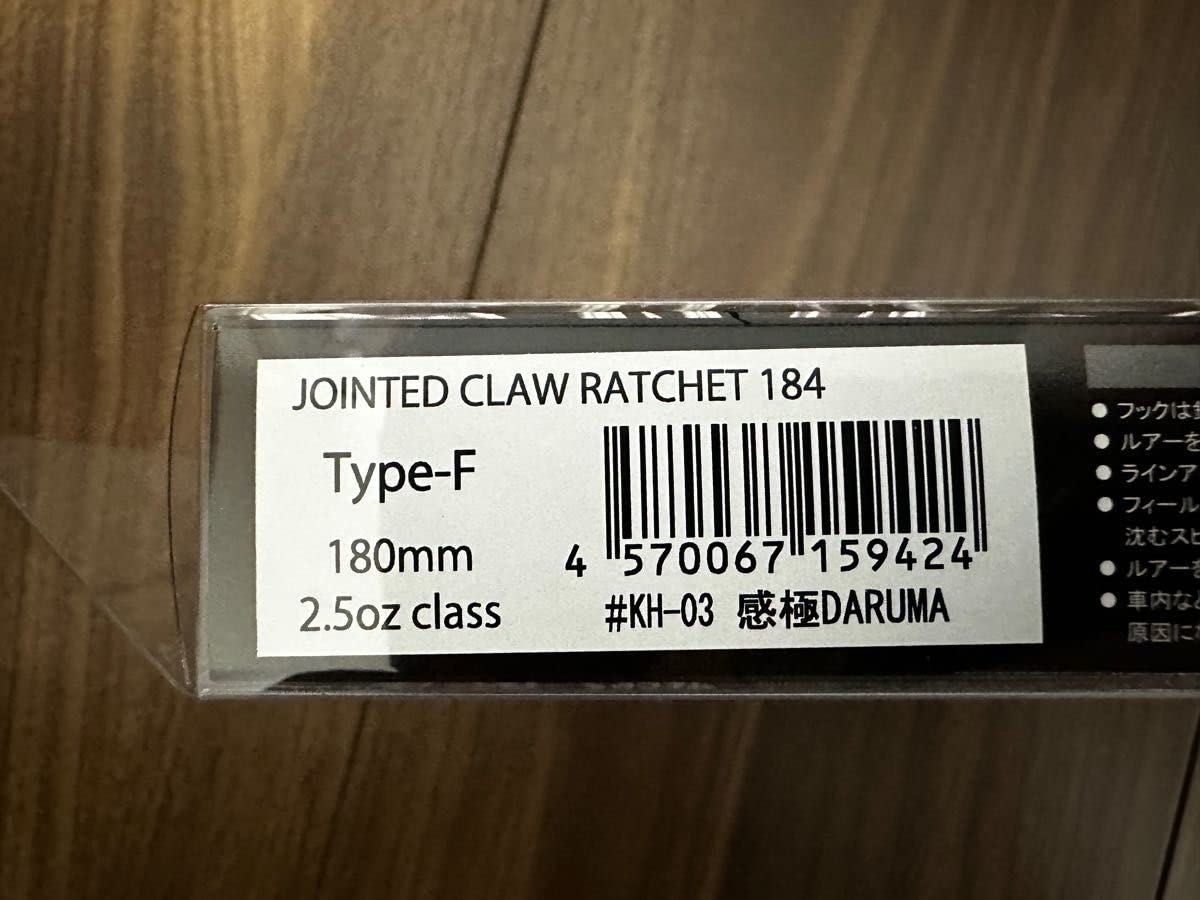 JOINTED CLAW RATCHET 184
Type-F
180mm
2.5oz class
4 570067 159424
#KH-03 感極DARUMA
● フックは
● ルアーを
● ラインア
● フィール
沈むスピ
● ルアーを
● 車内な
原因に